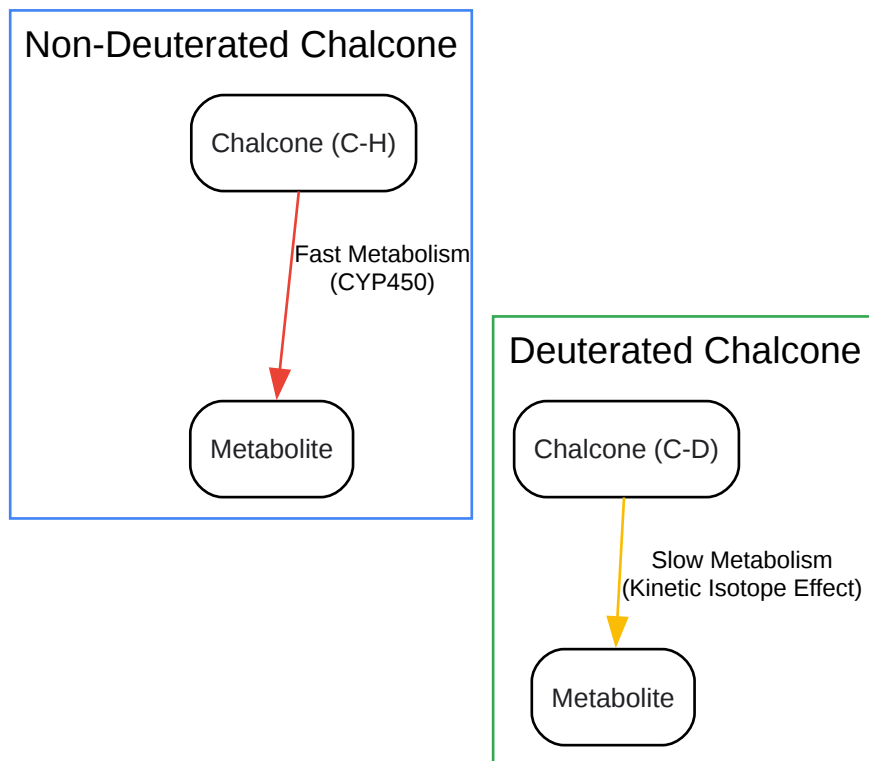 Non-Deuterated Chalcone
Chalcone (C-H)
Fast Metabolism
(CYP450)
Metabolite
Deuterated Chalcone
Chalcone (C-D)
Slow Metabolism
(Kinetic Isotope Effect)
Metabolite